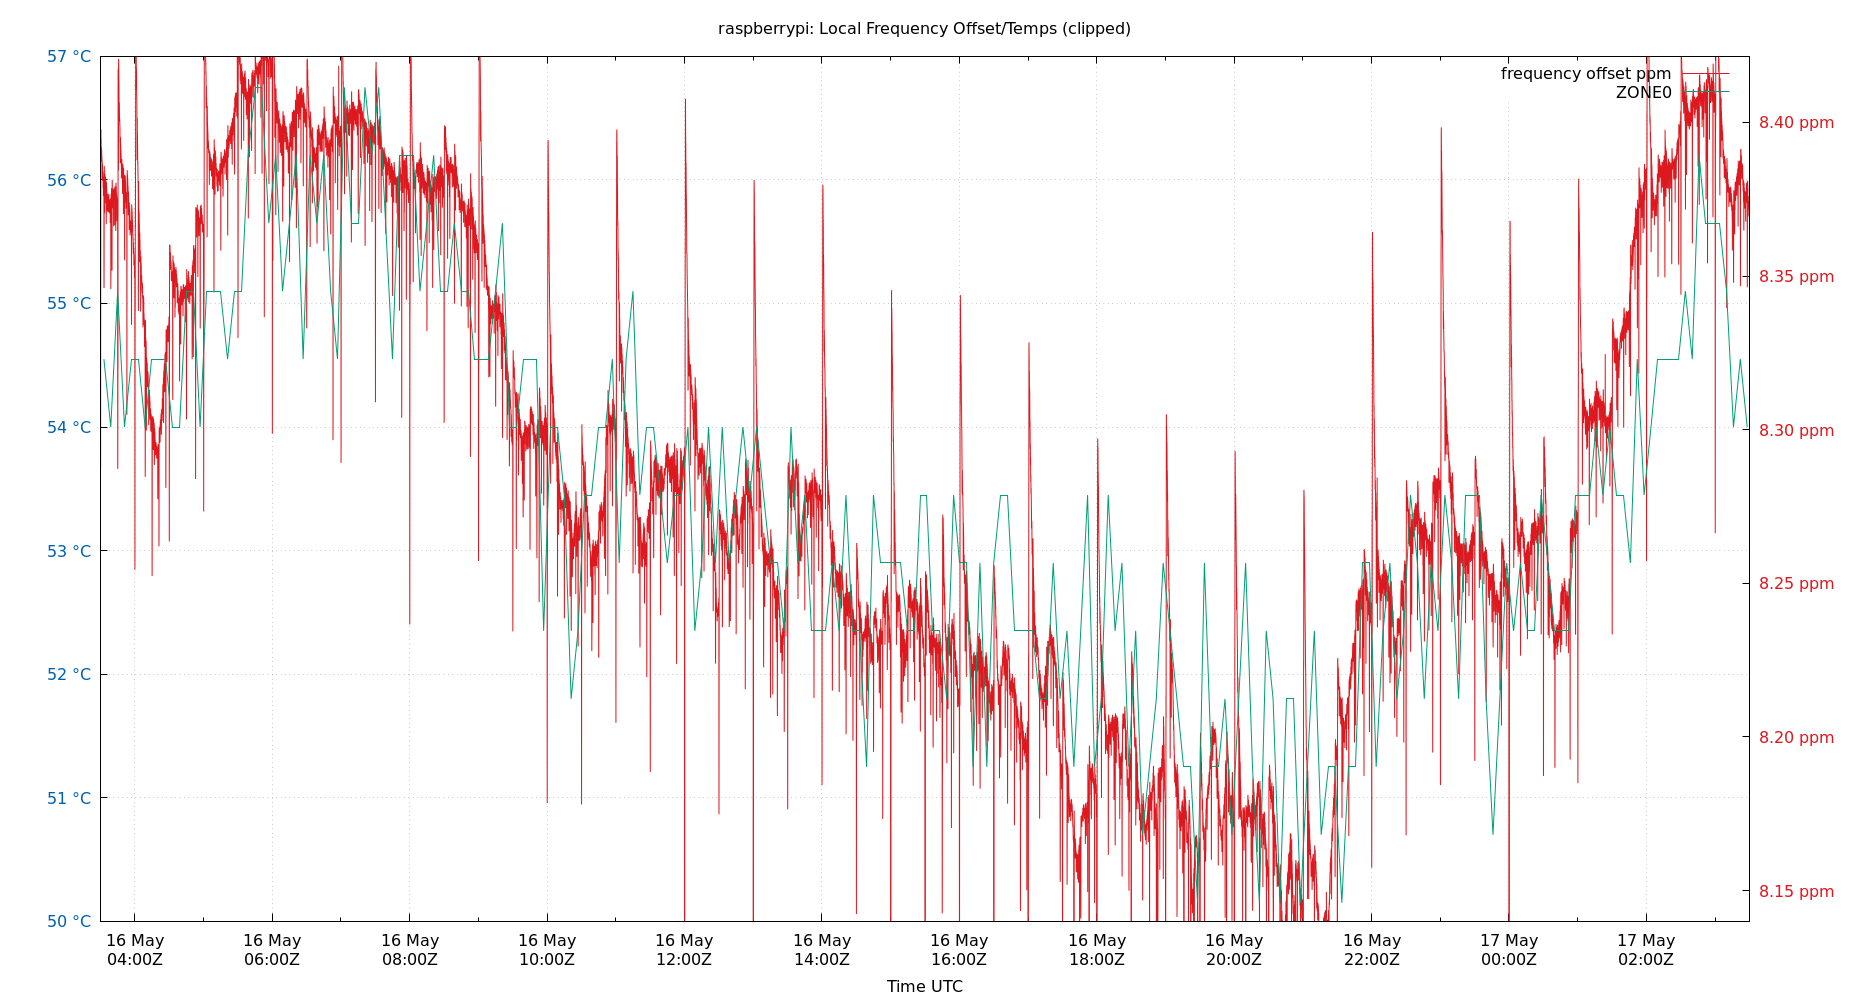 raspberrypi: Local Frequency Offset/Temps (clipped)
57 °C
56 °C
55 °C
54 °C
53 °C
52 °C
51 °C
50 °C
frequency offset ppm
ZONE0
8.40 ppm
8.35 ppm
8.30 ppm
8.25 ppm
8.20 ppm
8.15 ppm
16 May 16 May 16 May 16 May 16 May 16 May 16 May 16 May 16 May 16 May 17 May 17 May
04:00Z 06:00Z 08:00Z 10:00Z 12:00Z 14:00Z 16:00Z 18:00Z 20:00Z 22:00Z 00:00Z 02:00Z
Time UTC